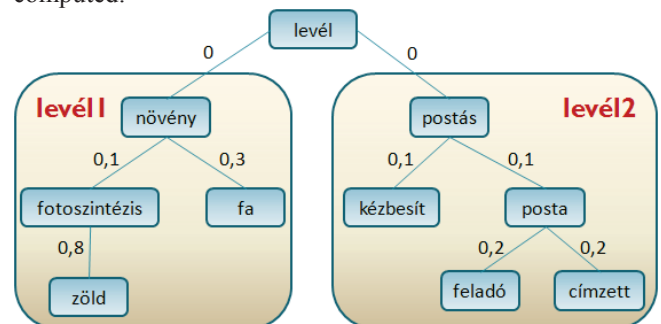 computed.
levél
0 0
levél1 növény postás levél2
0,1 0,3 0,1 0,1
fotoszintézis fa kézbesít posta
0,8 0,2 0,2
zöld feladó címzett